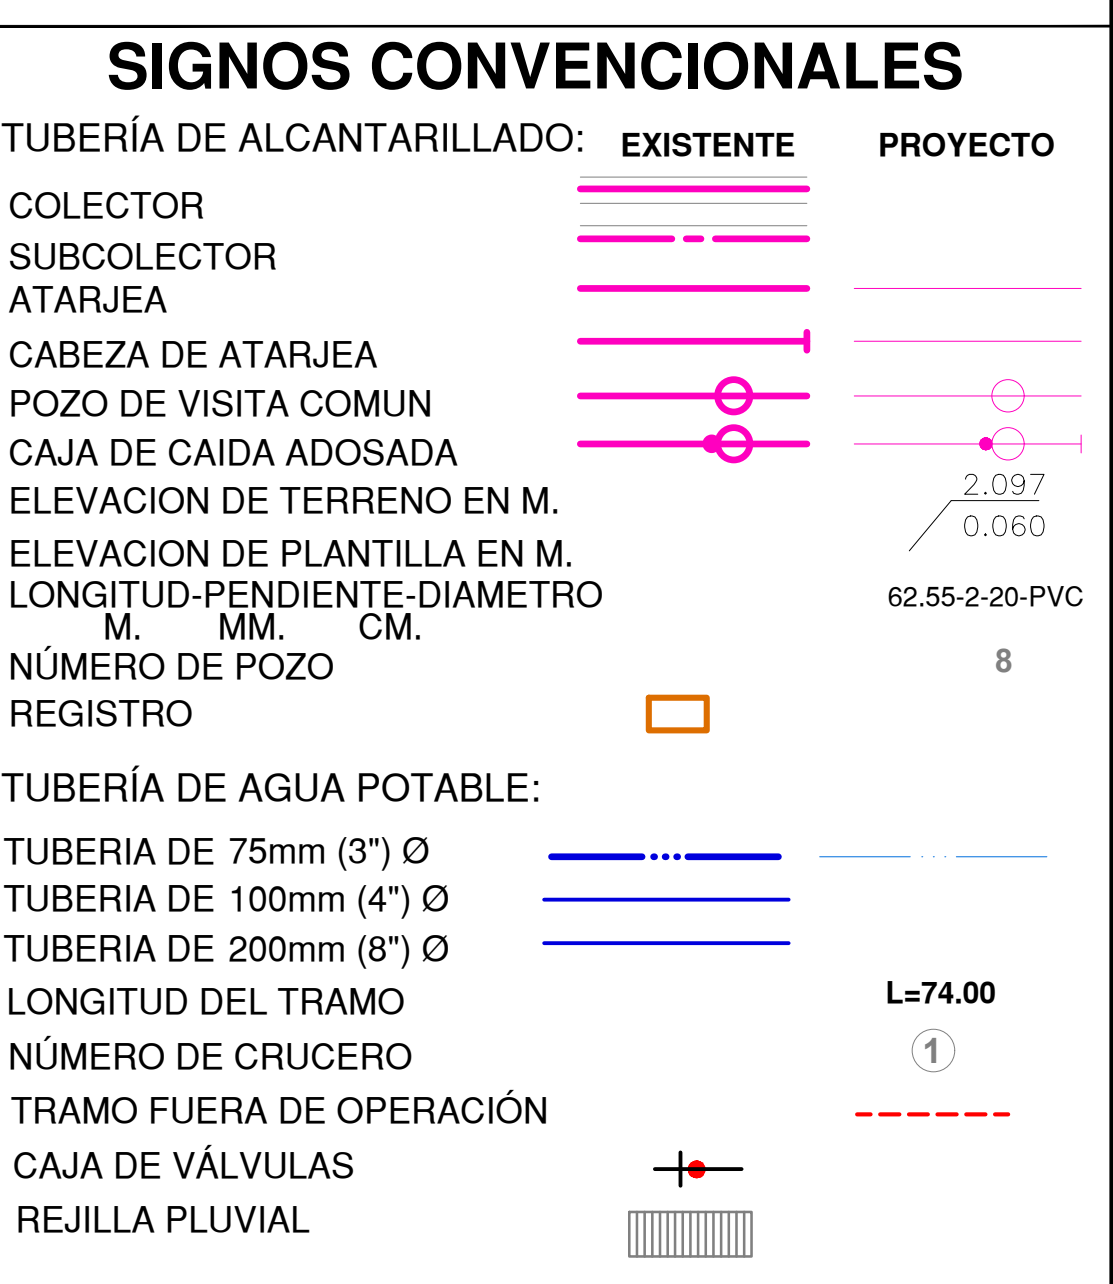 SIGNOS CONVENCIONALES
TUBERÍA DE ALCANTARILLADO: EXISTENTE PROYECTO
COLECTOR
SUBCOLECTOR
ATARJEA
CABEZA DE ATARJEA
POZO DE VISITA COMUN
CAJA DE CAIDA ADOSADA
ELEVACION DE TERRENO EN M. 2.097
0.060
ELEVACION DE PLANTILLA EN M.
LONGITUD-PENDIENTE-DIAMETRO 62.55-2-20-PVC
M. MM. CM.
NÚMERO DE POZO 8
REGISTRO
TUBERÍA DE AGUA POTABLE:
TUBERIA DE 75mm (3") Ø
TUBERIA DE 100mm (4") Ø
TUBERIA DE 200mm (8") Ø
LONGITUD DEL TRAMO L=74.00
NÚMERO DE CRUCERO 1
TRAMO FUERA DE OPERACIÓN
CAJA DE VÁLVULAS
REJILLA PLUVIAL